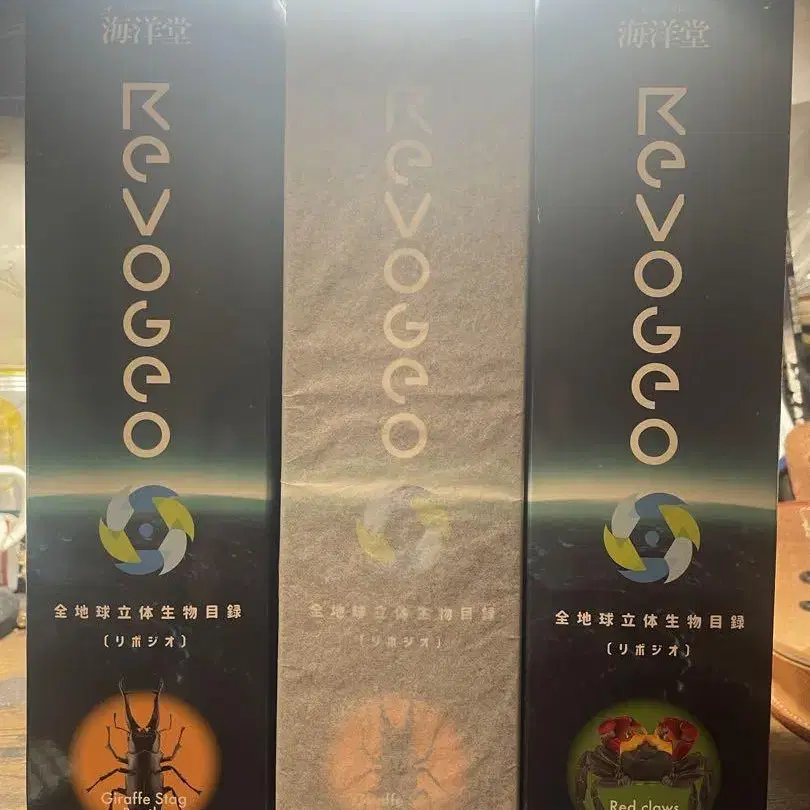 海洋堂
ReVoGeo
全地球立体生物目録
〔リボジオ〕
Giraffe Stag
ReVoGeo
全地球立体生物目録
〔リボジオ〕
海洋堂
ReVoGeo
全地球立体生物目録
〔リボジオ〕
Red claws